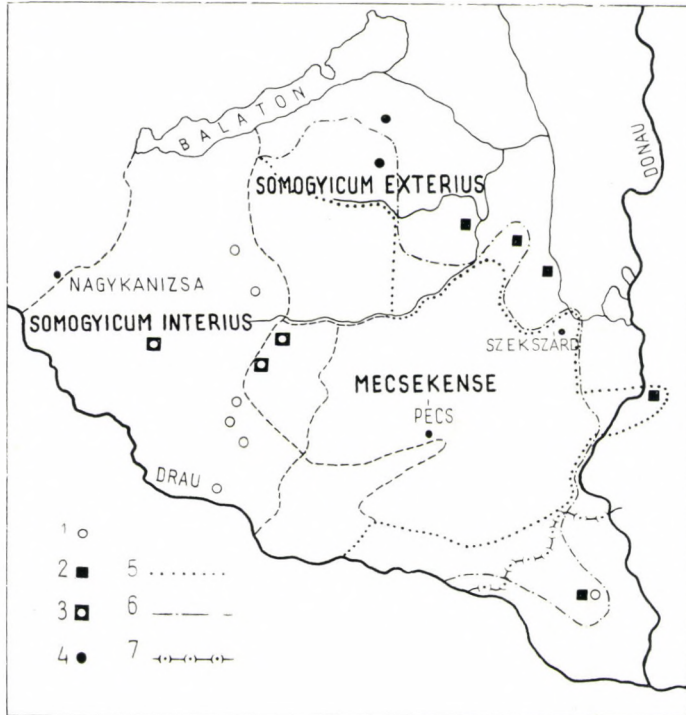 BALATON
DONAU
SOMOGYICUM EXTERIUS
NAGYKANIZSA
SOMOGYICUM INTERIUS
SZEKSZÁRD
MECSEKENSE
PÉCS
DRAU
1
2
5
3
6
4
7